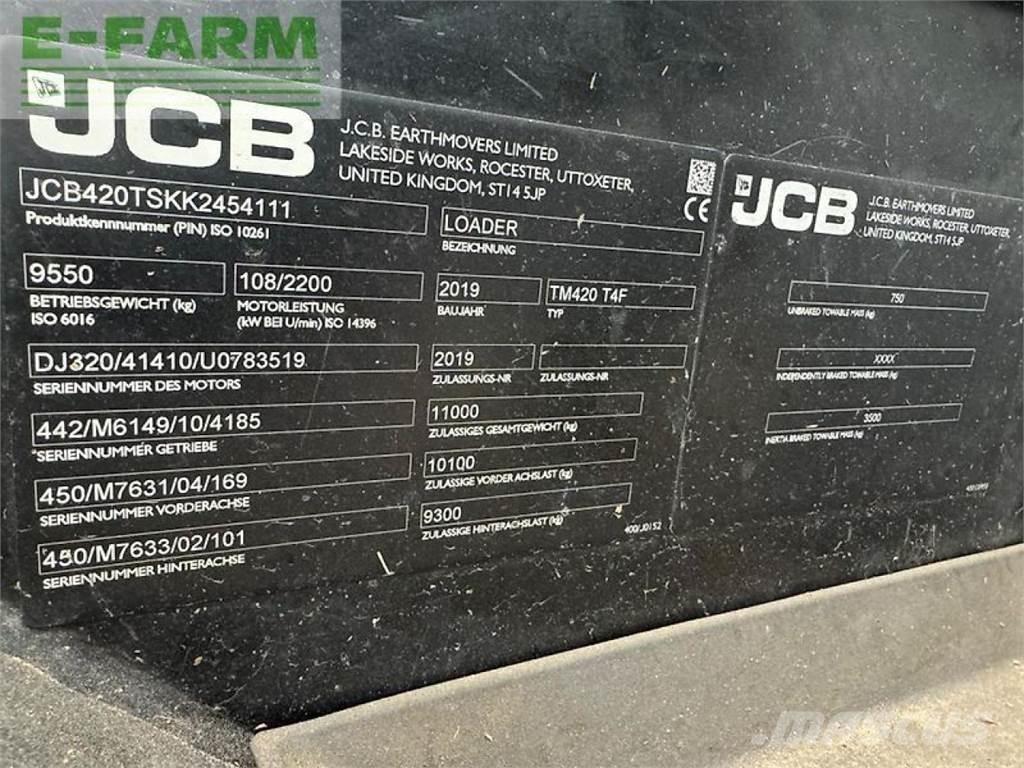 E-FARM
JCB
J.C.B. EARTHMOVERS LIMITED
LAKESIDE WORKS, ROCESTER, UTTOXETER,
UNITED KINGDOM, ST14 5JP
CE
JCB420TSKK2454111
Produktkennnummer (PIN) ISO 10261
LOADER
BEZEICHNUNG
9550
BETRIEBSGEWICHT (kg)
ISO 6016
108/2200
MOTORLEISTUNG
(kW BEI U/min) ISO 14396
2019
BAUJAHR
TM420 T4F
TYP
DJ320/41410/U0783519
SERIENNUMMER DES MOTORS
2019
ZULASSUNGS-NR
ZULASSUNGS-NR
442/M6149/10/4185
SERIENNUMMER GETRIEBE
11000
ZULASSIGES GESAMTGEWICHT (kg)
450/M7631/04/169
SERIENNUMMER VORDERACHSE
10100
ZULASSIGE VORDER ACHSLAST (kg)
450/M7633/02/101
SERIENNUMMER HINTERACHSE
9300
ZULASSIGE HINTERACHSLAST (kg)
400/J0152
JCB
J.C.B. EARTHMOVERS LIMITED
LAKESIDE WORKS, ROCESTER, UTTOXETER,
UNITED KINGDOM, ST14 5JP
750
UNBRAKED TOWABLE MASS (kg)
XXXX
INDEPENDENTLY BRAKED TOWABLE MASS (kg)
3500
INERTIA BRAKED TOWABLE MASS (kg)
mascus